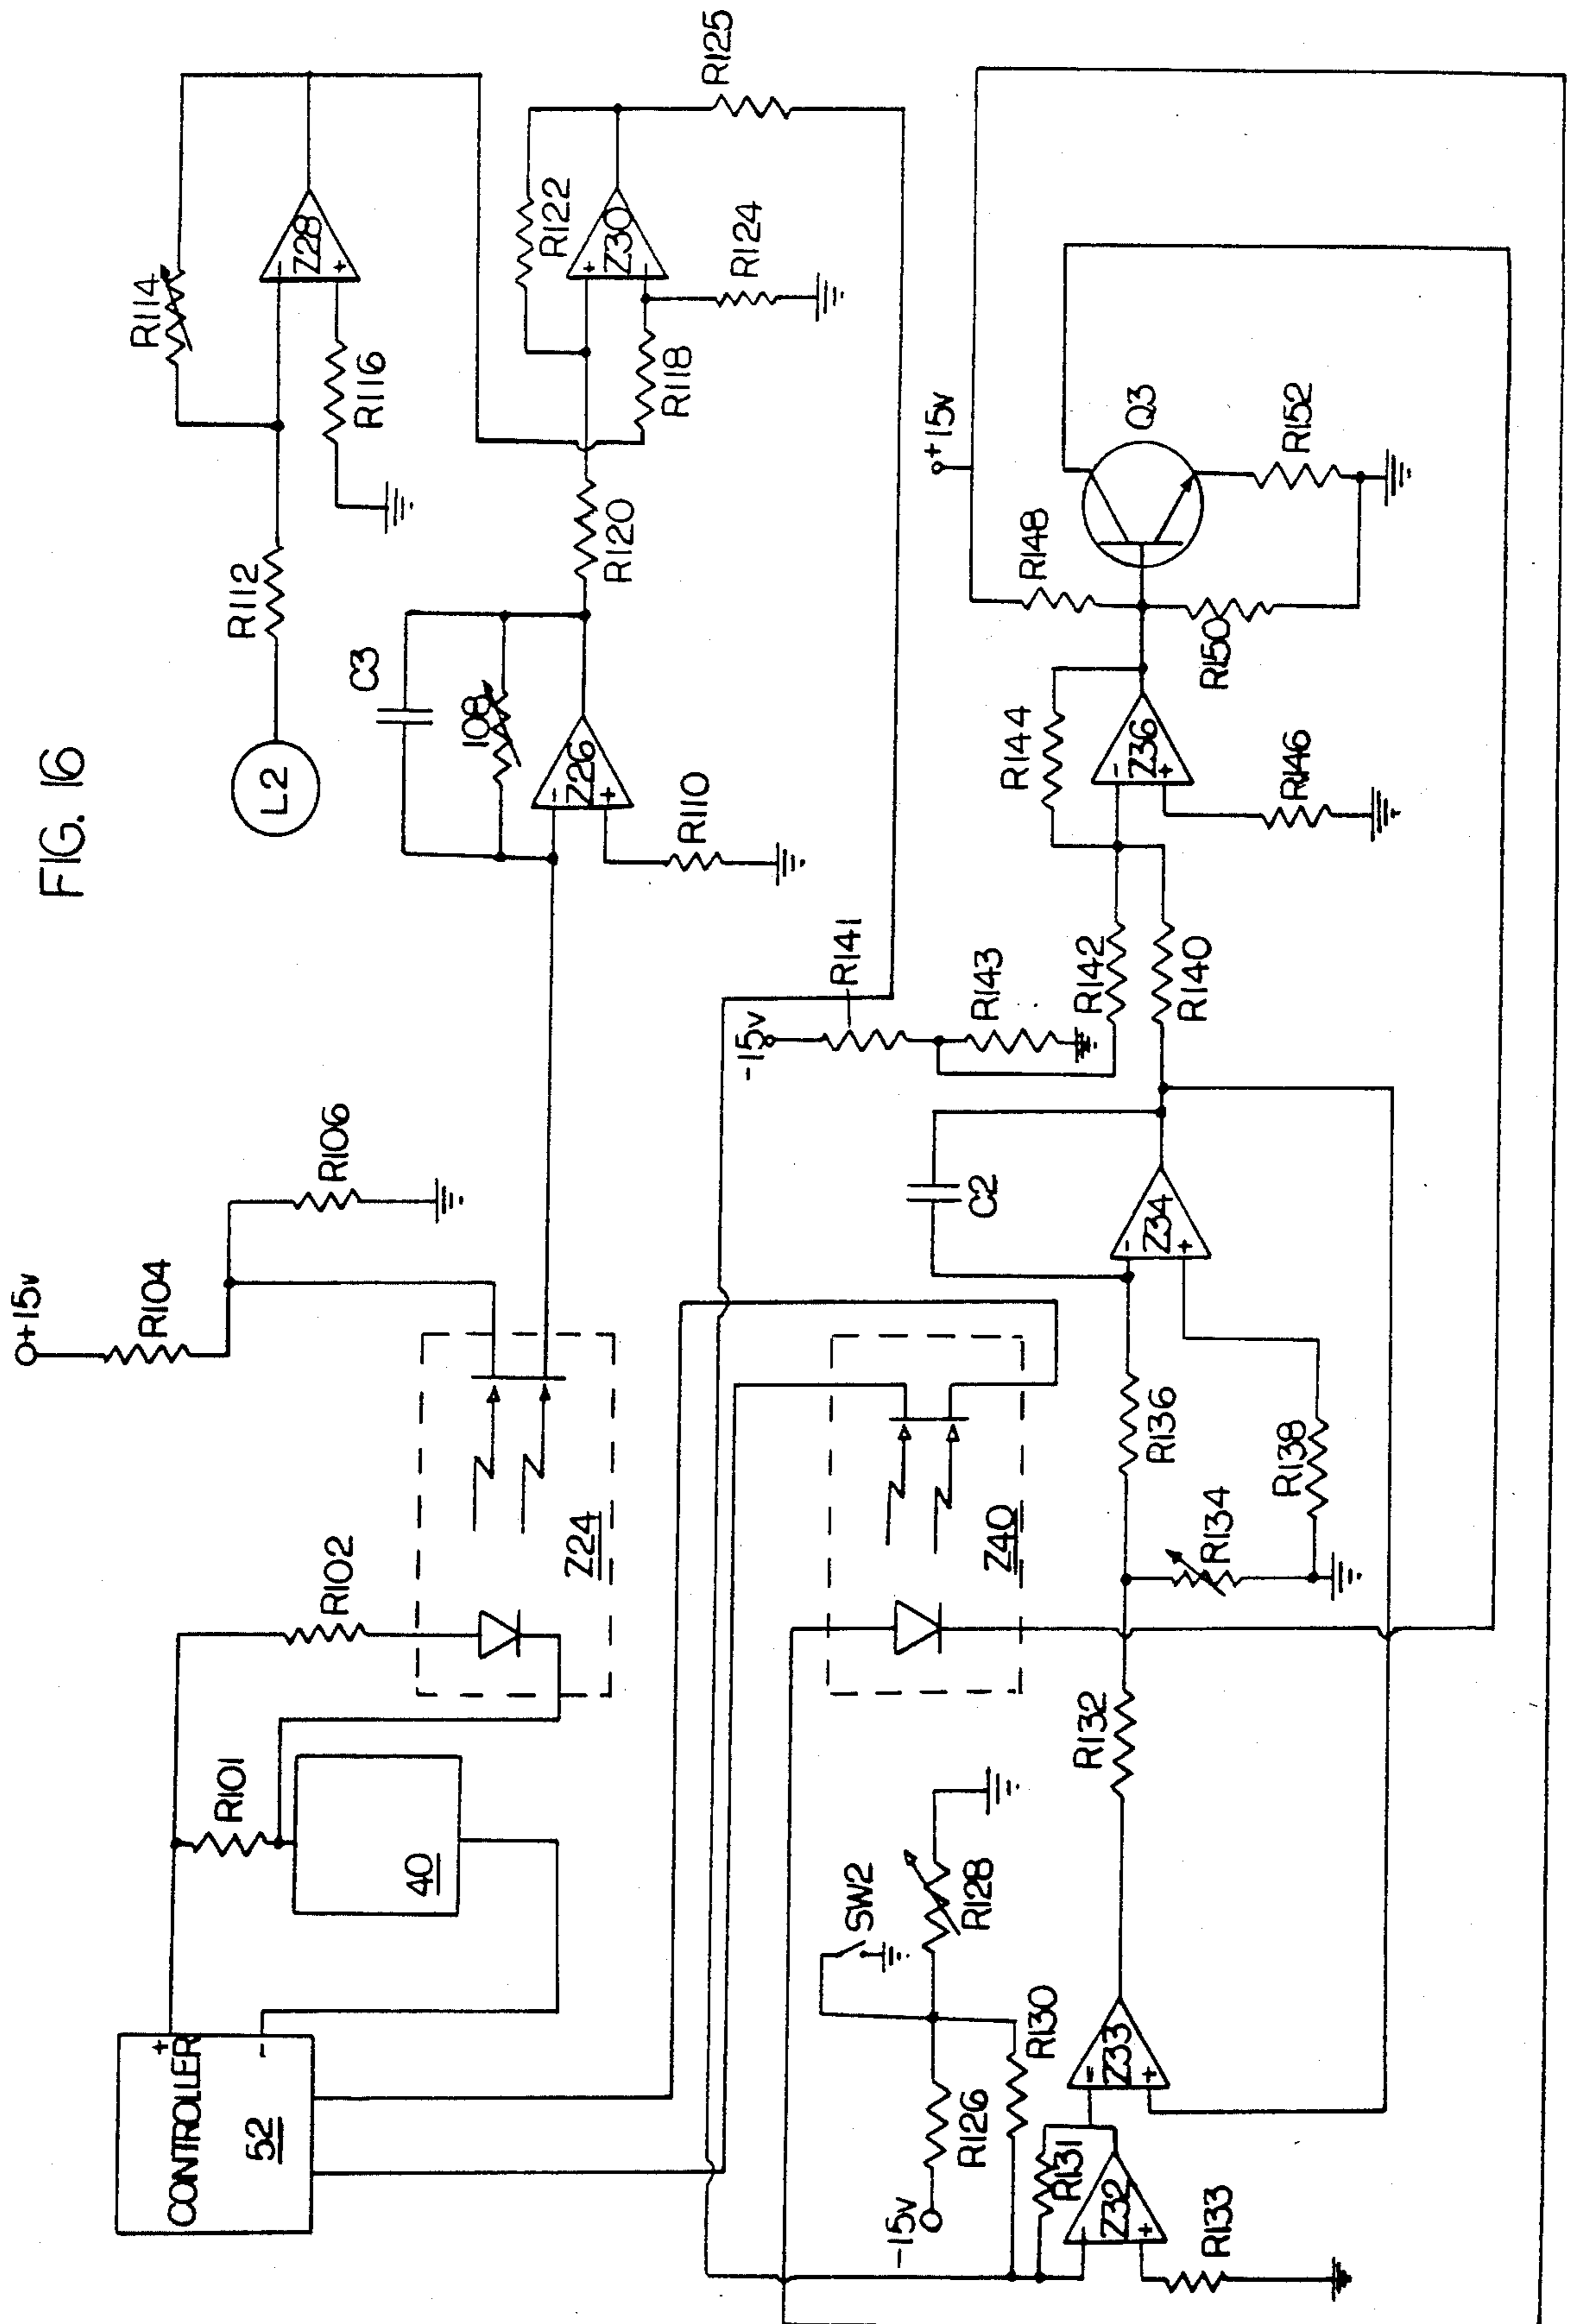 FIG. 16
+15v
R104
R106
R102
R101
40
CONTROLLER
+
-
52
Z24
L2
R112
R114
R116
-
Z28
+
C3
108
-
Z26
+
R110
R120
R122
+
Z30
-
R118
R124
R125
-15v
R141
R143
R142
R140
+15v
R148
R150
Q3
R152
R144
-
Z36
+
R146
C2
-
Z34
+
R136
R138
R134
Z40
R132
SW2
R128
R126
-15v
R130
-
Z33
+
R131
-
Z32
+
R133